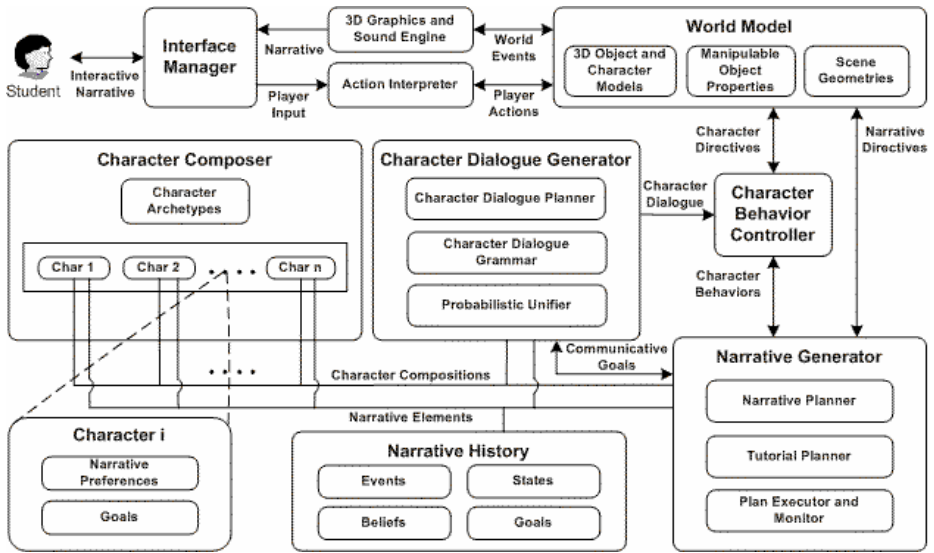 Student
Interactive
Narrative
Interface
Manager
Narrative
Player
Input
3D Graphics and
Sound Engine
Action Interpreter
World
Events
Player
Actions
World Model
3D Object and
Character
Models
Manipulable
Object
Properties
Scene
Geometries
Character
Directives
Narrative
Directives
Character Composer
Character
Archetypes
Char 1
Char 2
Char n
Character Dialogue Generator
Character Dialogue Planner
Character Dialogue
Grammar
Probabilistic Unifier
Character
Dialogue
Character
Behavior
Controller
Character
Behaviors
Communicative
Goals
Character Compositions
Narrative Elements
Character i
Narrative
Preferences
Goals
Narrative History
Events
States
Beliefs
Goals
Narrative Generator
Narrative Planner
Tutorial Planner
Plan Executor and
Monitor